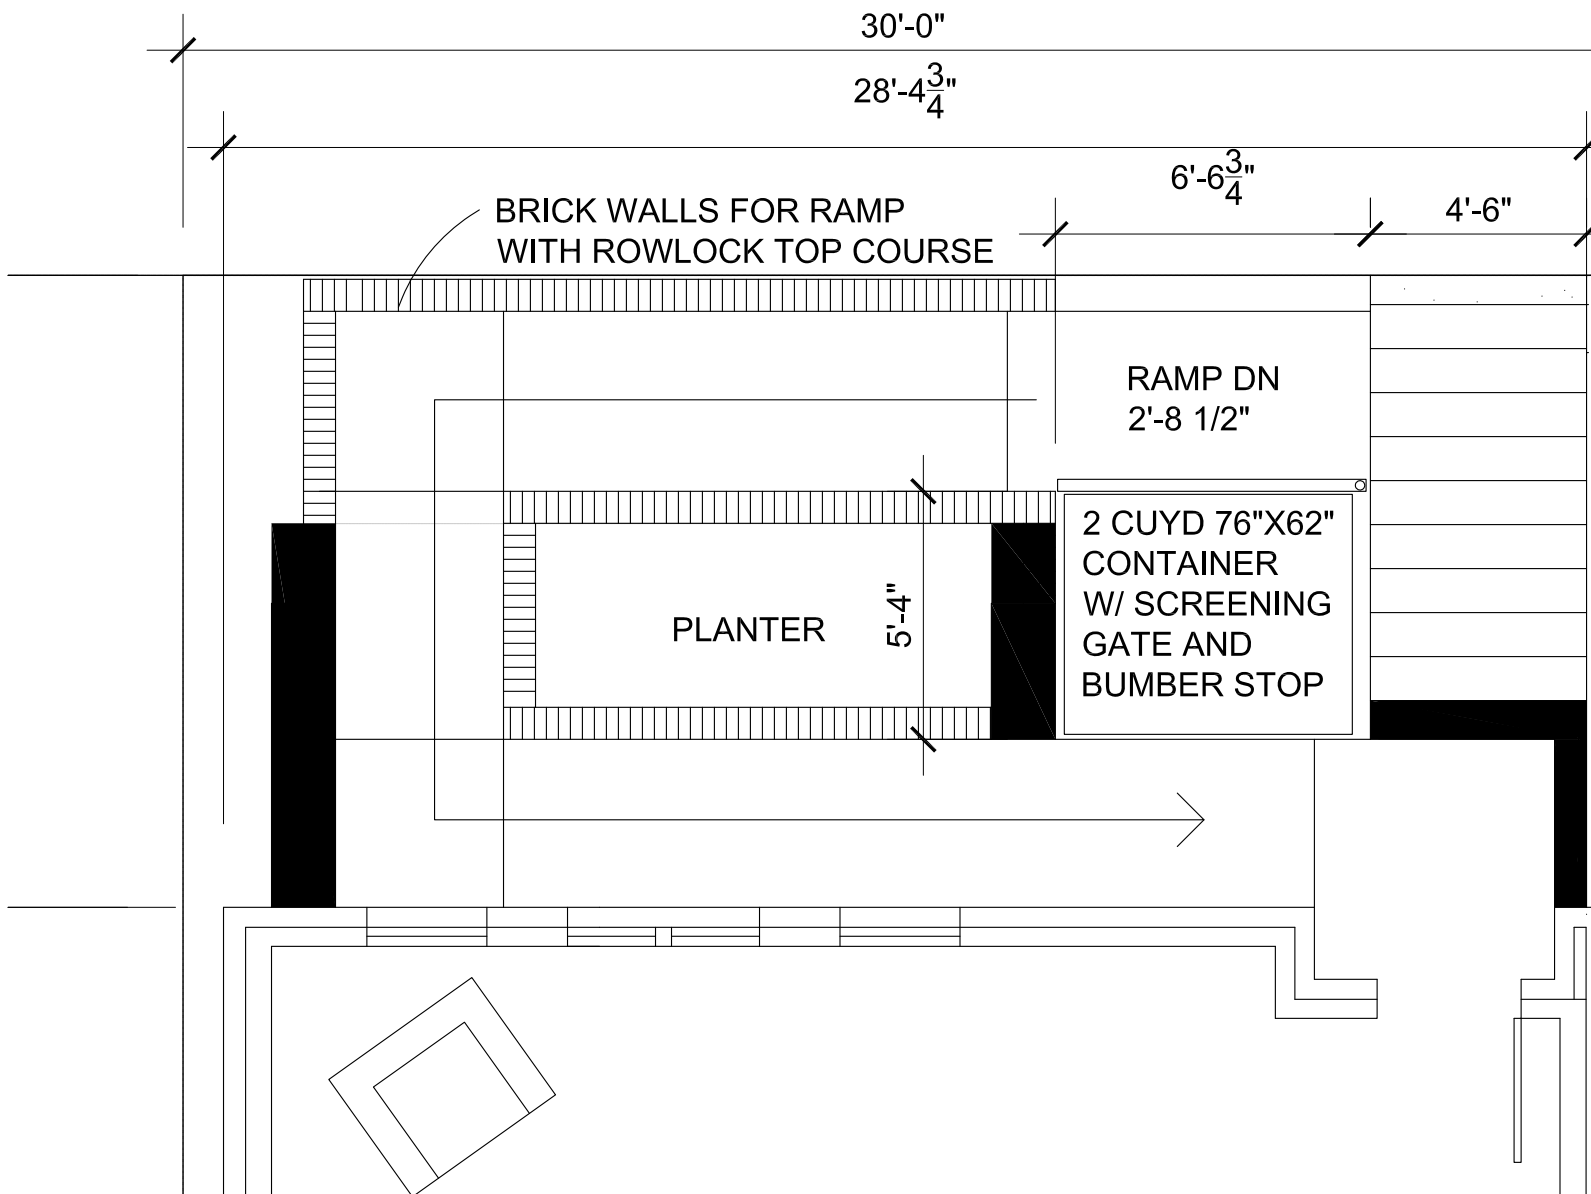 30'-0"
28'-4 3/4"
6'-6 3/4"
4'-6"
BRICK WALLS FOR RAMP
WITH ROWLOCK TOP COURSE
RAMP DN
2'-8 1/2"
2 CUYD 76"X62"
CONTAINER
W/ SCREENING
GATE AND
BUMBER STOP
PLANTER
5'-4"